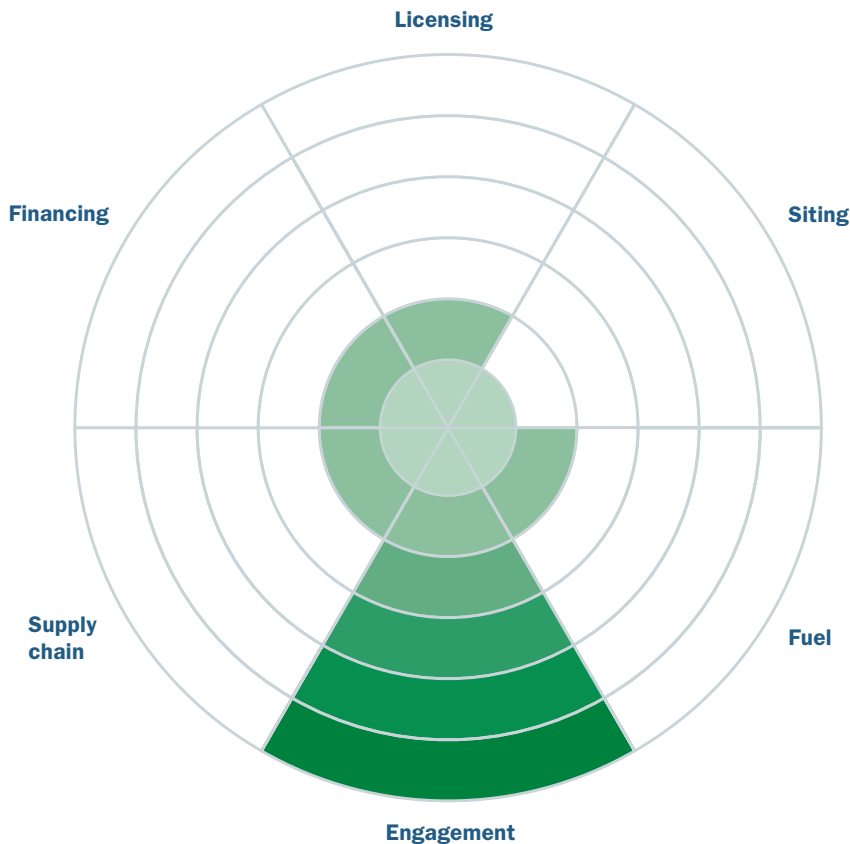 Licensing
Financing
Siting
Supply
chain
Fuel
Engagement